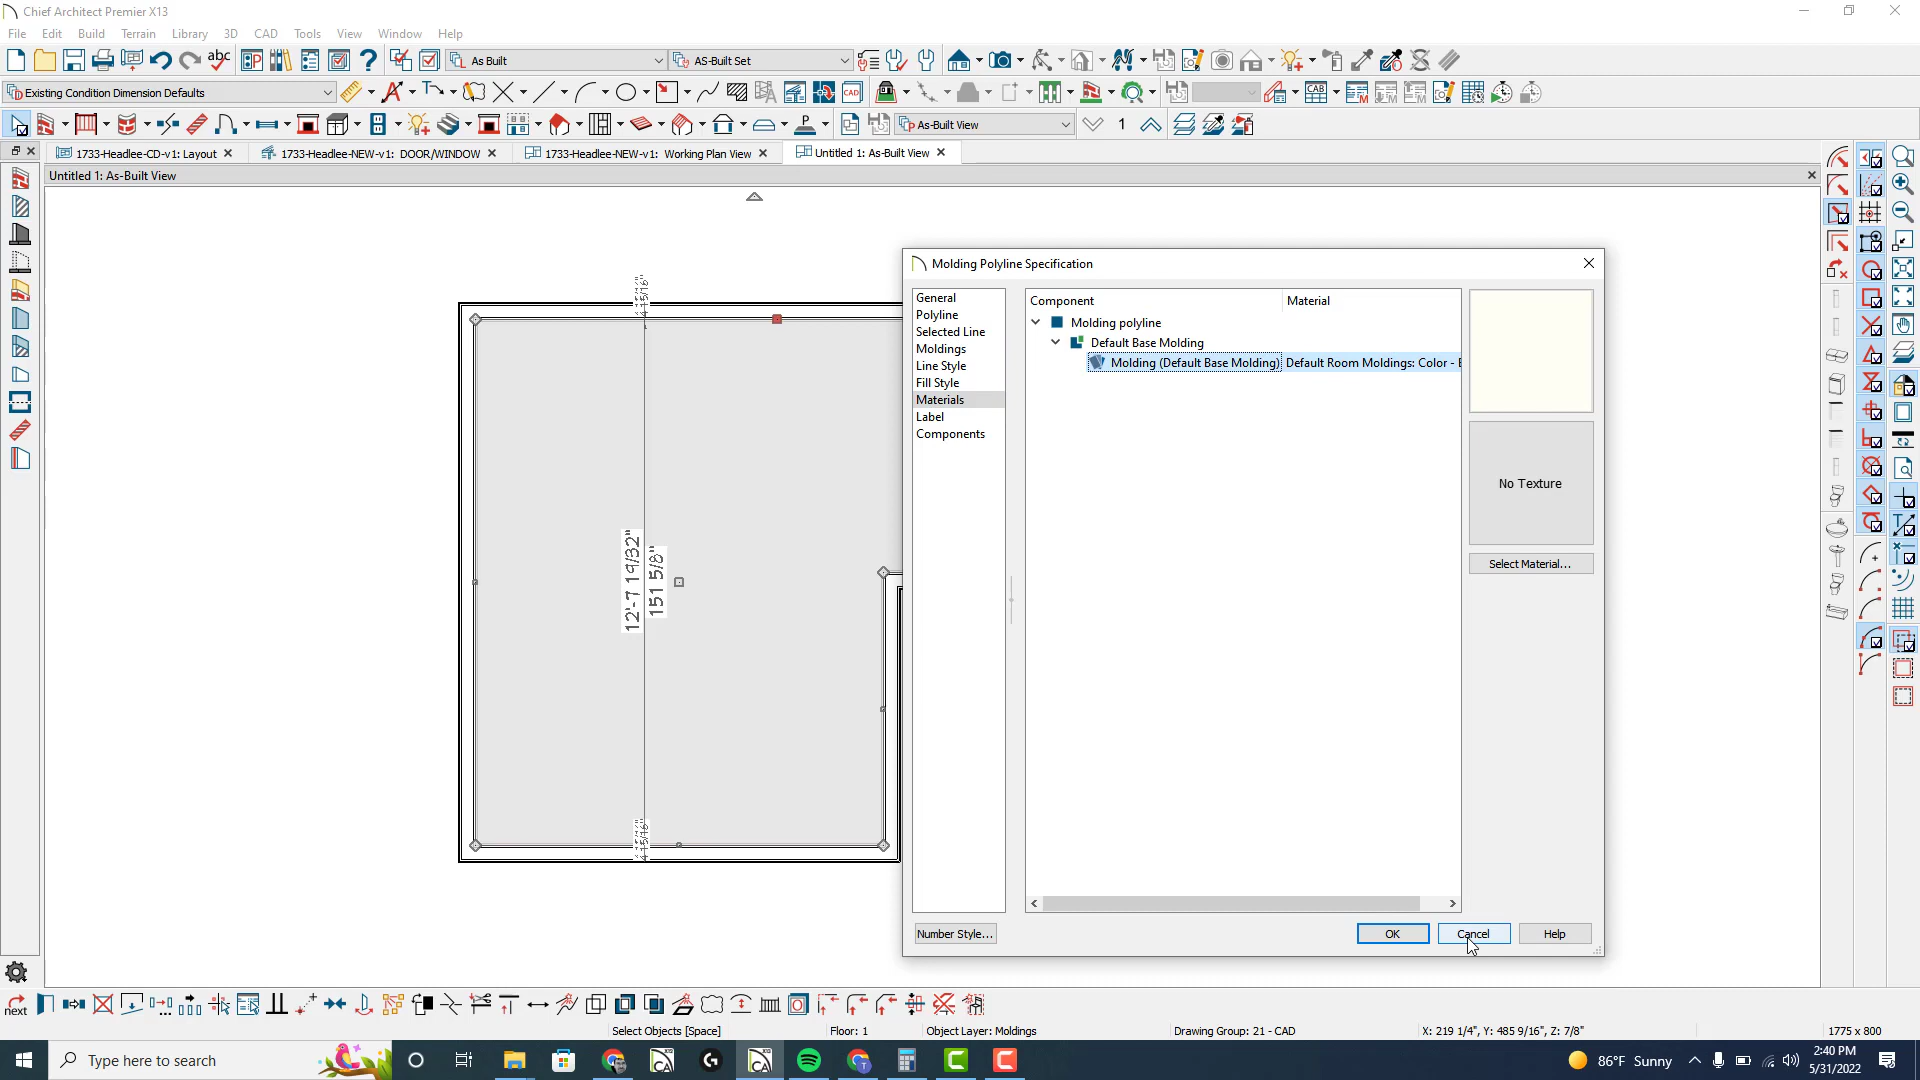 Chief Architect Premier X13
File Edit Build Terrain Library 3D CAD Tools View Window Help
As Built AS-Built Set
Existing Condition Dimension Defaults
As-Built View 1
1733-Headlee-CD-v1: Layout 1733-Headlee-NEW-v1: DOOR/WINDOW 1733-Headlee-NEW-v1: Working Plan View Untitled 1: As-Built View
Untitled 1: As-Built View
Molding Polyline Specification
General
Polyline
Selected Line
Moldings
Line Style
Fill Style
Materials
Label
Components
Component Material
Molding polyline
Default Base Molding
Molding (Default Base Molding) Default Room Moldings: Color -
No Texture
Select Material...
12'-7 19/32"
151 5/8"
Number Style... OK Cancel Help
next
Select Objects [Space] Floor: 1 Object Layer: Moldings Drawing Group: 21 - CAD X: 219 1/4", Y: 485 9/16", Z: 7/8" 1775 x 800
Type here to search
86°F Sunny
2:40 PM
5/31/2022